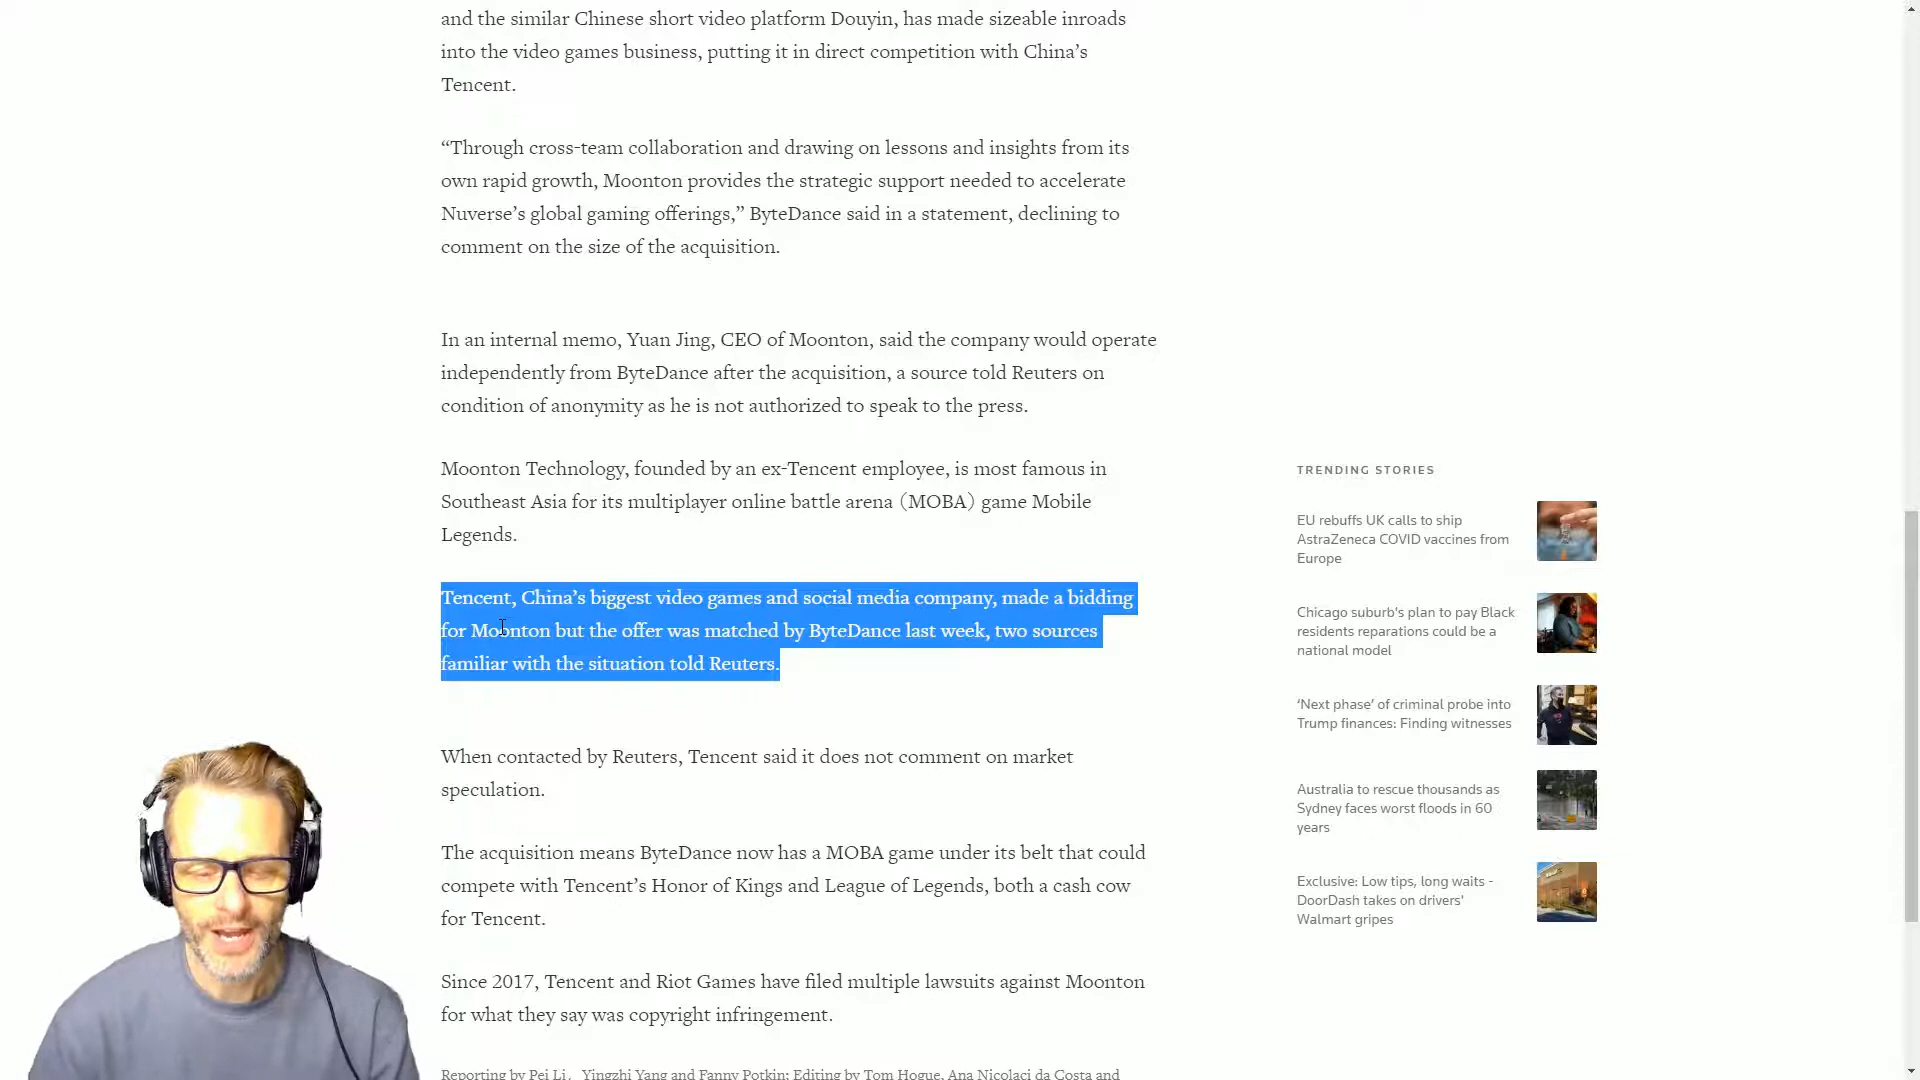 and the similar Chinese short video platform Douyin, has made sizeable inroads
into the video games business, putting it in direct competition with China’s
Tencent.
“Through cross-team collaboration and drawing on lessons and insights from its
own rapid growth, Moonton provides the strategic support needed to accelerate
Nuverse’s global gaming offerings,” ByteDance said in a statement, declining to
comment on the size of the acquisition.
In an internal memo, Yuan Jing, CEO of Moonton, said the company would operate
independently from ByteDance after the acquisition, a source told Reuters on
condition of anonymity as he is not authorized to speak to the press.
Moonton Technology, founded by an ex-Tencent employee, is most famous in
Southeast Asia for its multiplayer online battle arena (MOBA) game Mobile
Legends.
Tencent, China’s biggest video games and social media company, made a bidding
for Moonton but the offer was matched by ByteDance last week, two sources
familiar with the situation told Reuters.
When contacted by Reuters, Tencent said it does not comment on market
speculation.
The acquisition means ByteDance now has a MOBA game under its belt that could
compete with Tencent’s Honor of Kings and League of Legends, both a cash cow
for Tencent.
Since 2017, Tencent and Riot Games have filed multiple lawsuits against Moonton
for what they say was copyright infringement.
Reporting by Pei Li, Yingzhi Yang and Fanny Potkin; Editing by Tom Hogue, Ana Nicolaci da Costa and
TRENDING STORIES
EU rebuffs UK calls to ship
AstraZeneca COVID vaccines from
Europe
Chicago suburb's plan to pay Black
residents reparations could be a
national model
‘Next phase’ of criminal probe into
Trump finances: Finding witnesses
Australia to rescue thousands as
Sydney faces worst floods in 60
years
Exclusive: Low tips, long waits -
DoorDash takes on drivers'
Walmart gripes